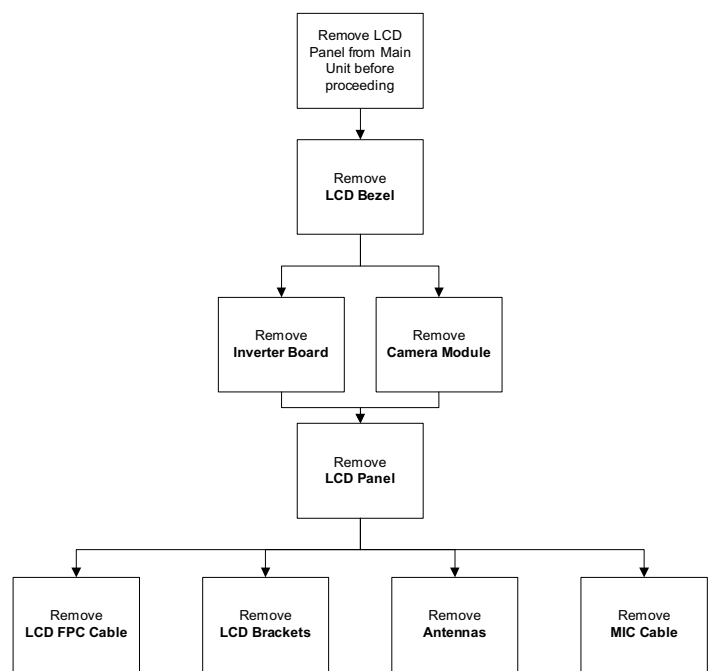 Remove LCD
Panel from Main
Unit before
proceeding
Remove
LCD Bezel
Remove
Inverter Board
Remove
Camera Module
Remove
LCD Panel
Remove
LCD FPC Cable
Remove
LCD Brackets
Remove
Antennas
Remove
MIC Cable